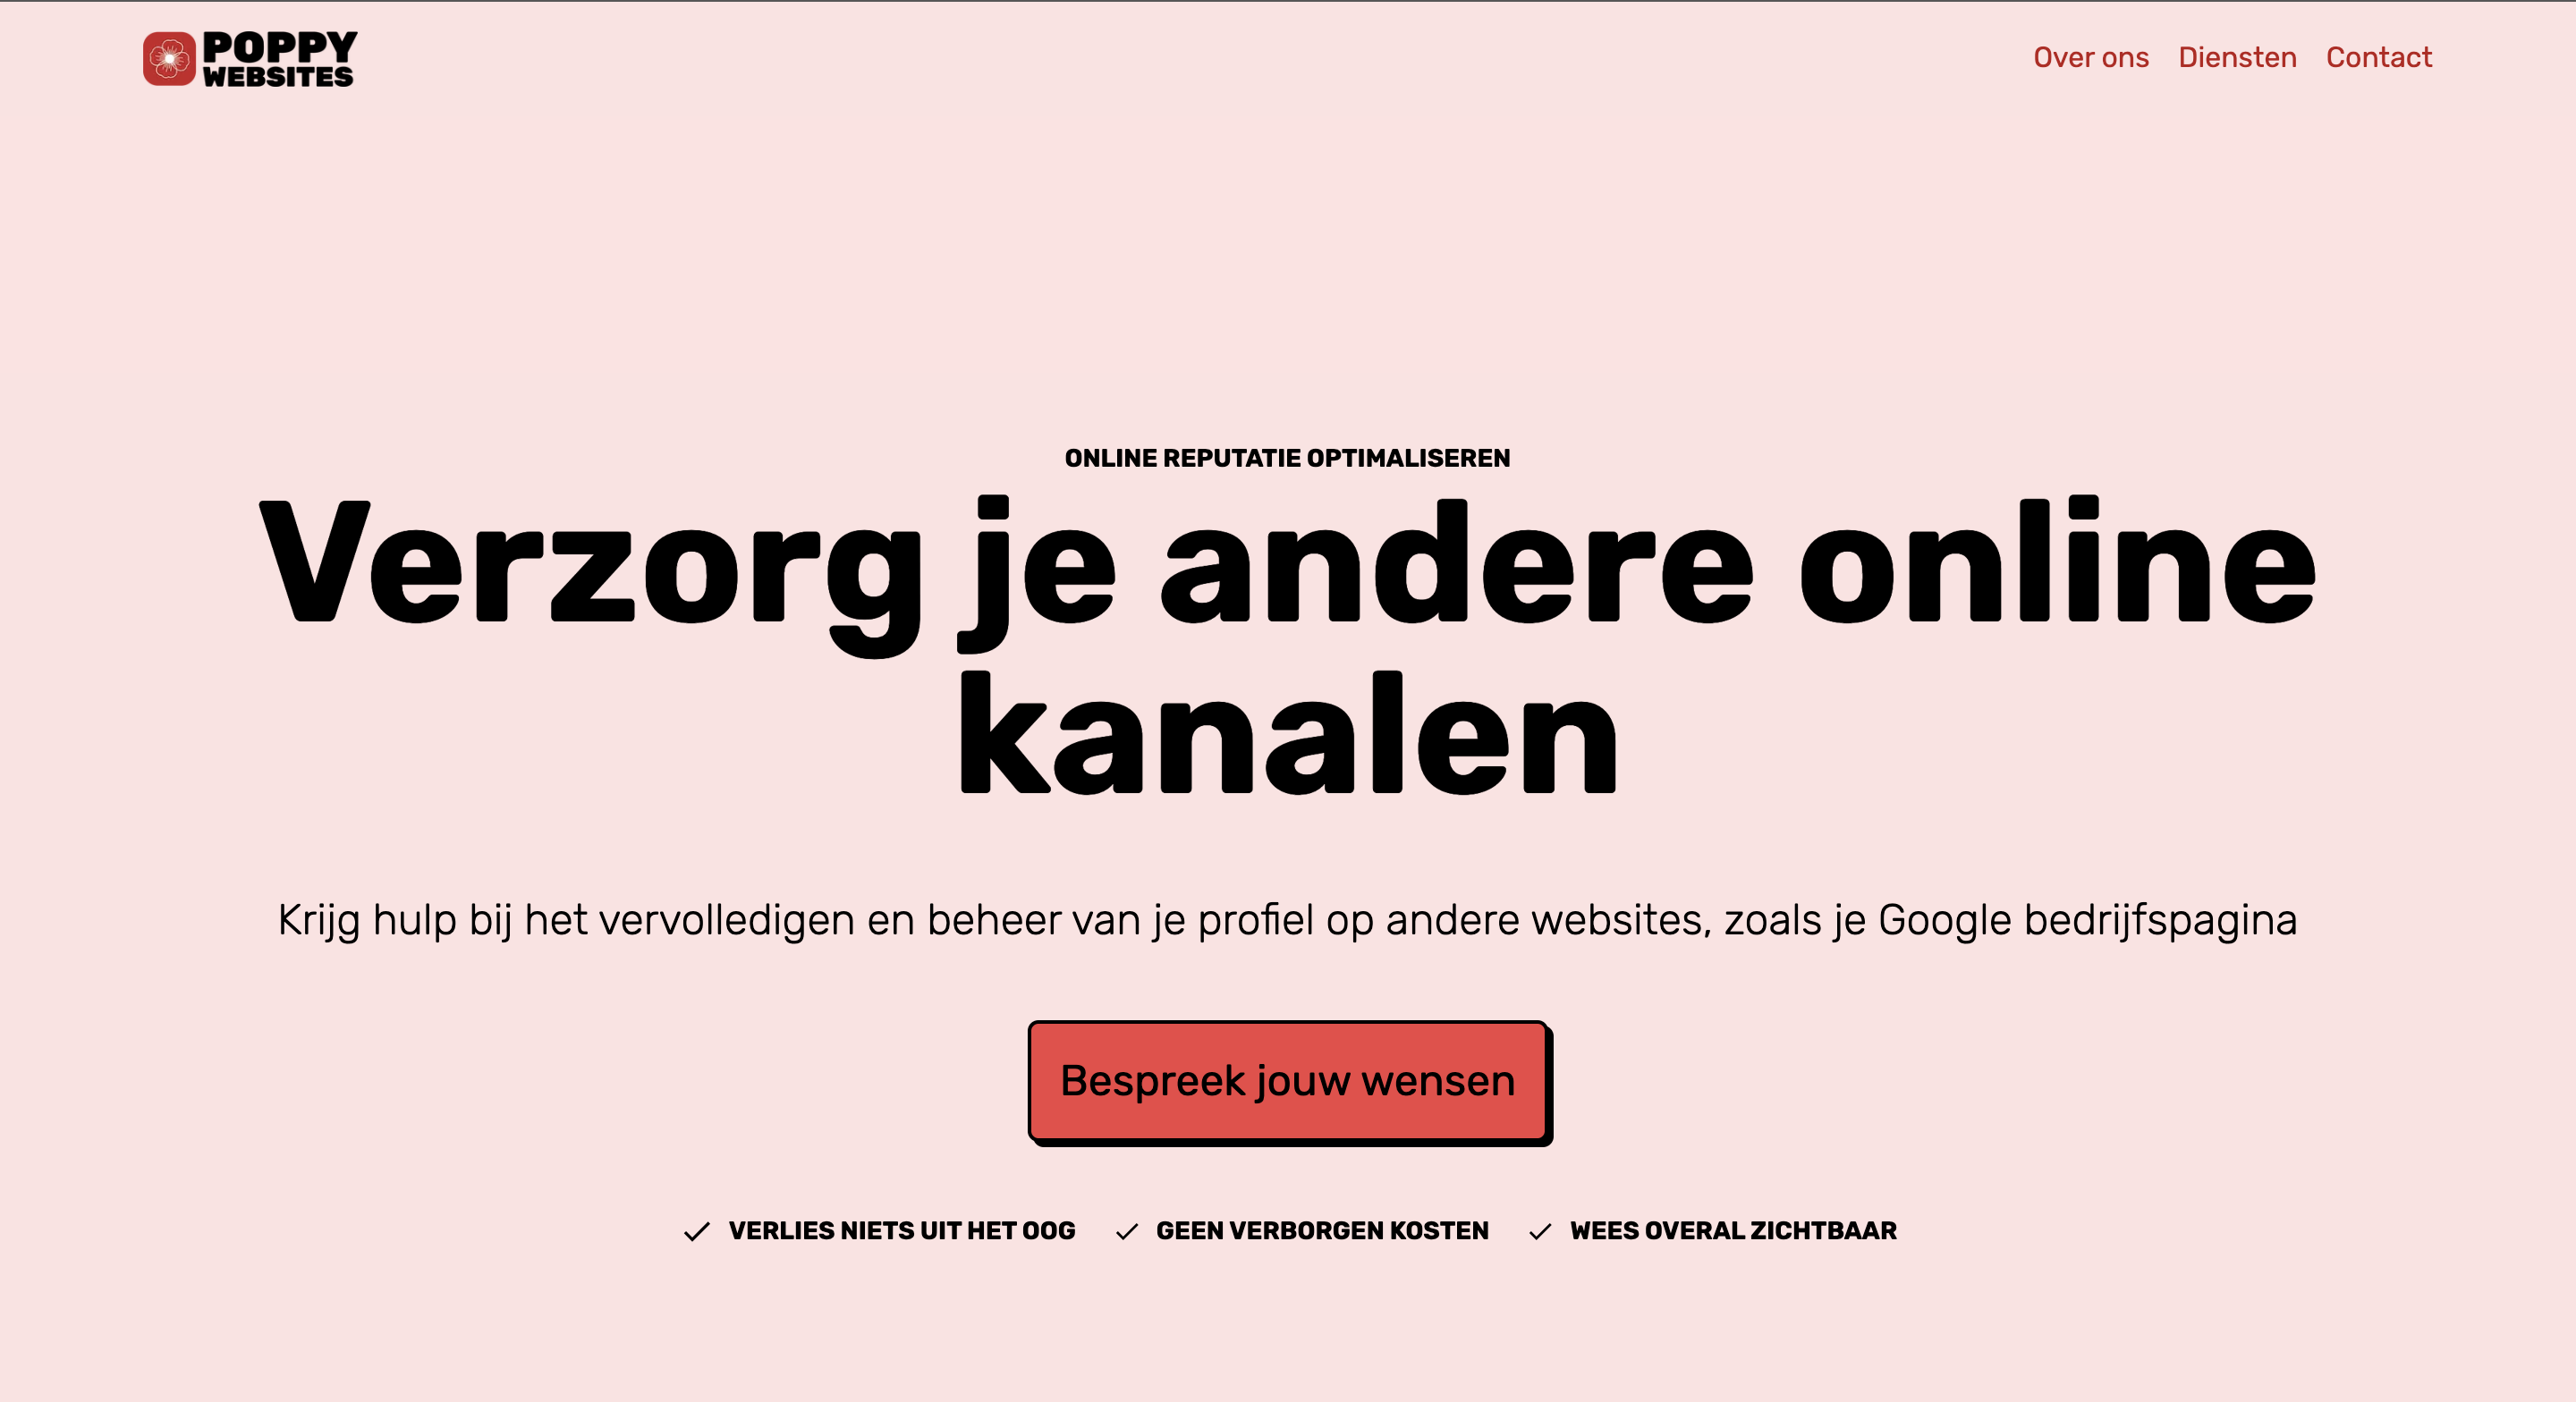 POPPY
WEBSITES
Over ons Diensten Contact
ONLINE REPUTATIE OPTIMALISEREN
Verzorg je andere online
kanalen
Krijg hulp bij het vervolledigen en beheer van je profiel op andere websites, zoals je Google bedrijfspagina
Bespreek jouw wensen
VERLIES NIETS UIT HET OOG GEEN VERBORGEN KOSTEN WEES OVERAL ZICHTBAAR